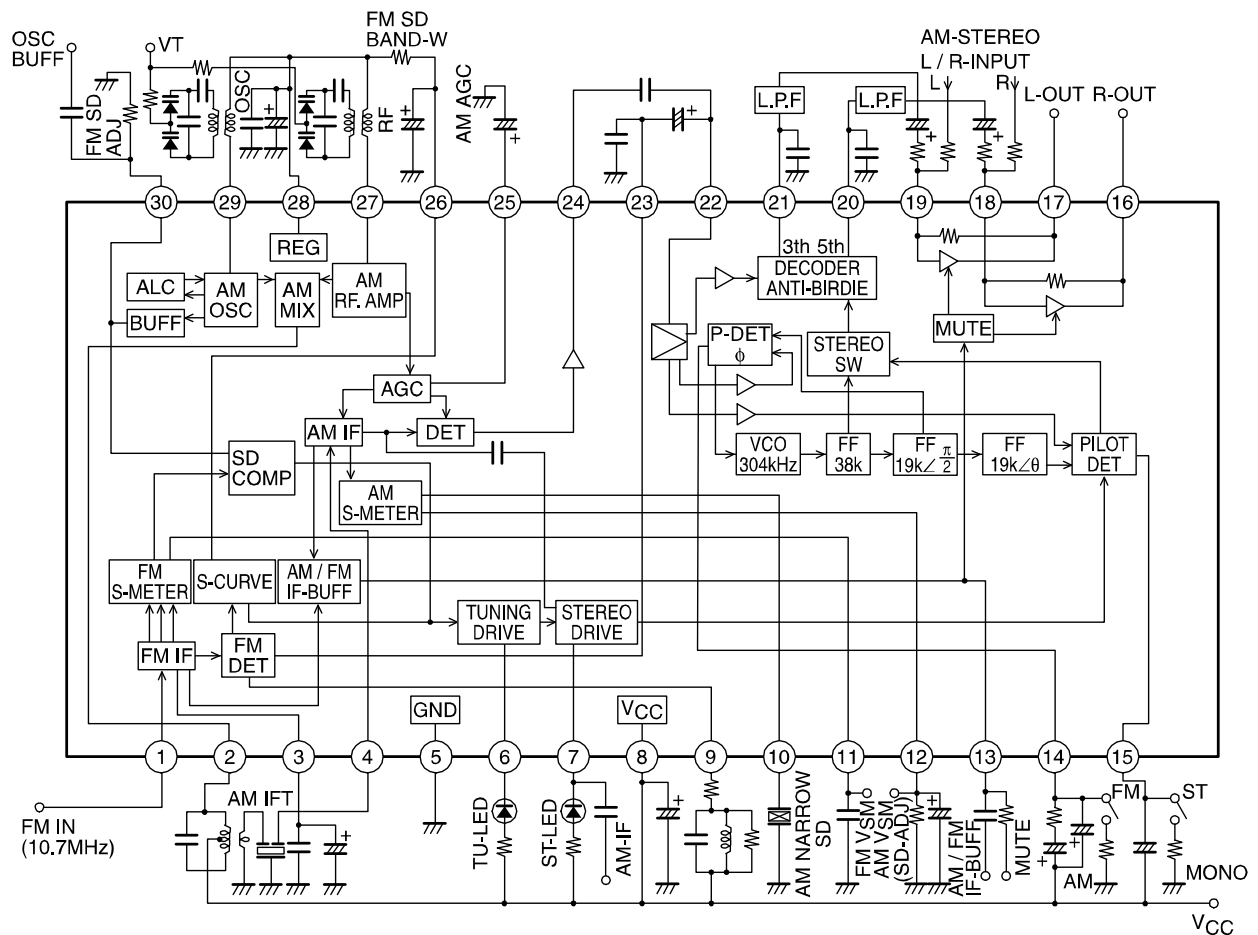 OSC
BUFF
VT
FM SD
BAND-W
AM-STEREO
L / R-INPUT
L
R
L-OUT R-OUT
FM SD
ADJ
OSC
RF
AM AGC
L.P.F
L.P.F
30
29
28
27
26
25
24
23
22
21
20
19
18
17
16
REG
ALC
AM
OSC
AM
MIX
AM
RF. AMP
BUFF
3th 5th
DECODER
ANTI-BIRDIE
P-DET
ϕ
STEREO
SW
MUTE
AGC
AM IF
DET
SD
COMP
AM
S-METER
VCO
304kHz
FF
38k
FF
19k∠π/2
FF
19k∠θ
PILOT
DET
FM
S-METER
S-CURVE
AM / FM
IF-BUFF
TUNING
DRIVE
STEREO
DRIVE
FM IF
FM
DET
GND
VCC
1
2
3
4
5
6
7
8
9
10
11
12
13
14
15
FM IN
(10.7MHz)
AM IFT
TU-LED
ST-LED
AM-IF
AM NARROW
SD
FM VSM
AM VSM
(SD-ADJ)
AM / FM
IF-BUFF
MUTE
FM
AM
ST
MONO
VCC